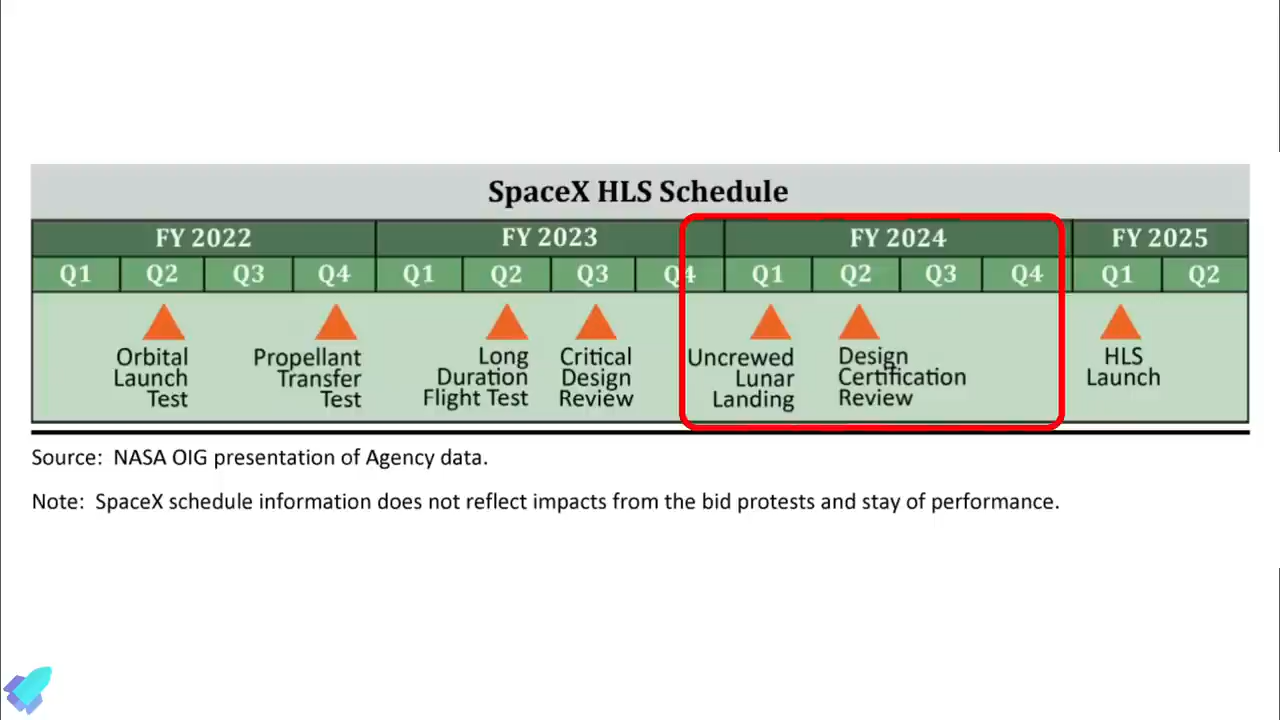 SpaceX HLS Schedule
FY 2022 FY 2023 FY 2024 FY 2025
Q1 Q2 Q3 Q4 Q1 Q2 Q3 Q4 Q1 Q2 Q3 Q4 Q1 Q2
Orbital
Launch
Test
Propellant
Transfer
Test
Long
Duration
Flight Test
Critical
Design
Review
Uncrewed
Lunar
Landing
Design
Certification
Review
HLS
Launch
Source: NASA OIG presentation of Agency data.
Note: SpaceX schedule information does not reflect impacts from the bid protests and stay of performance.